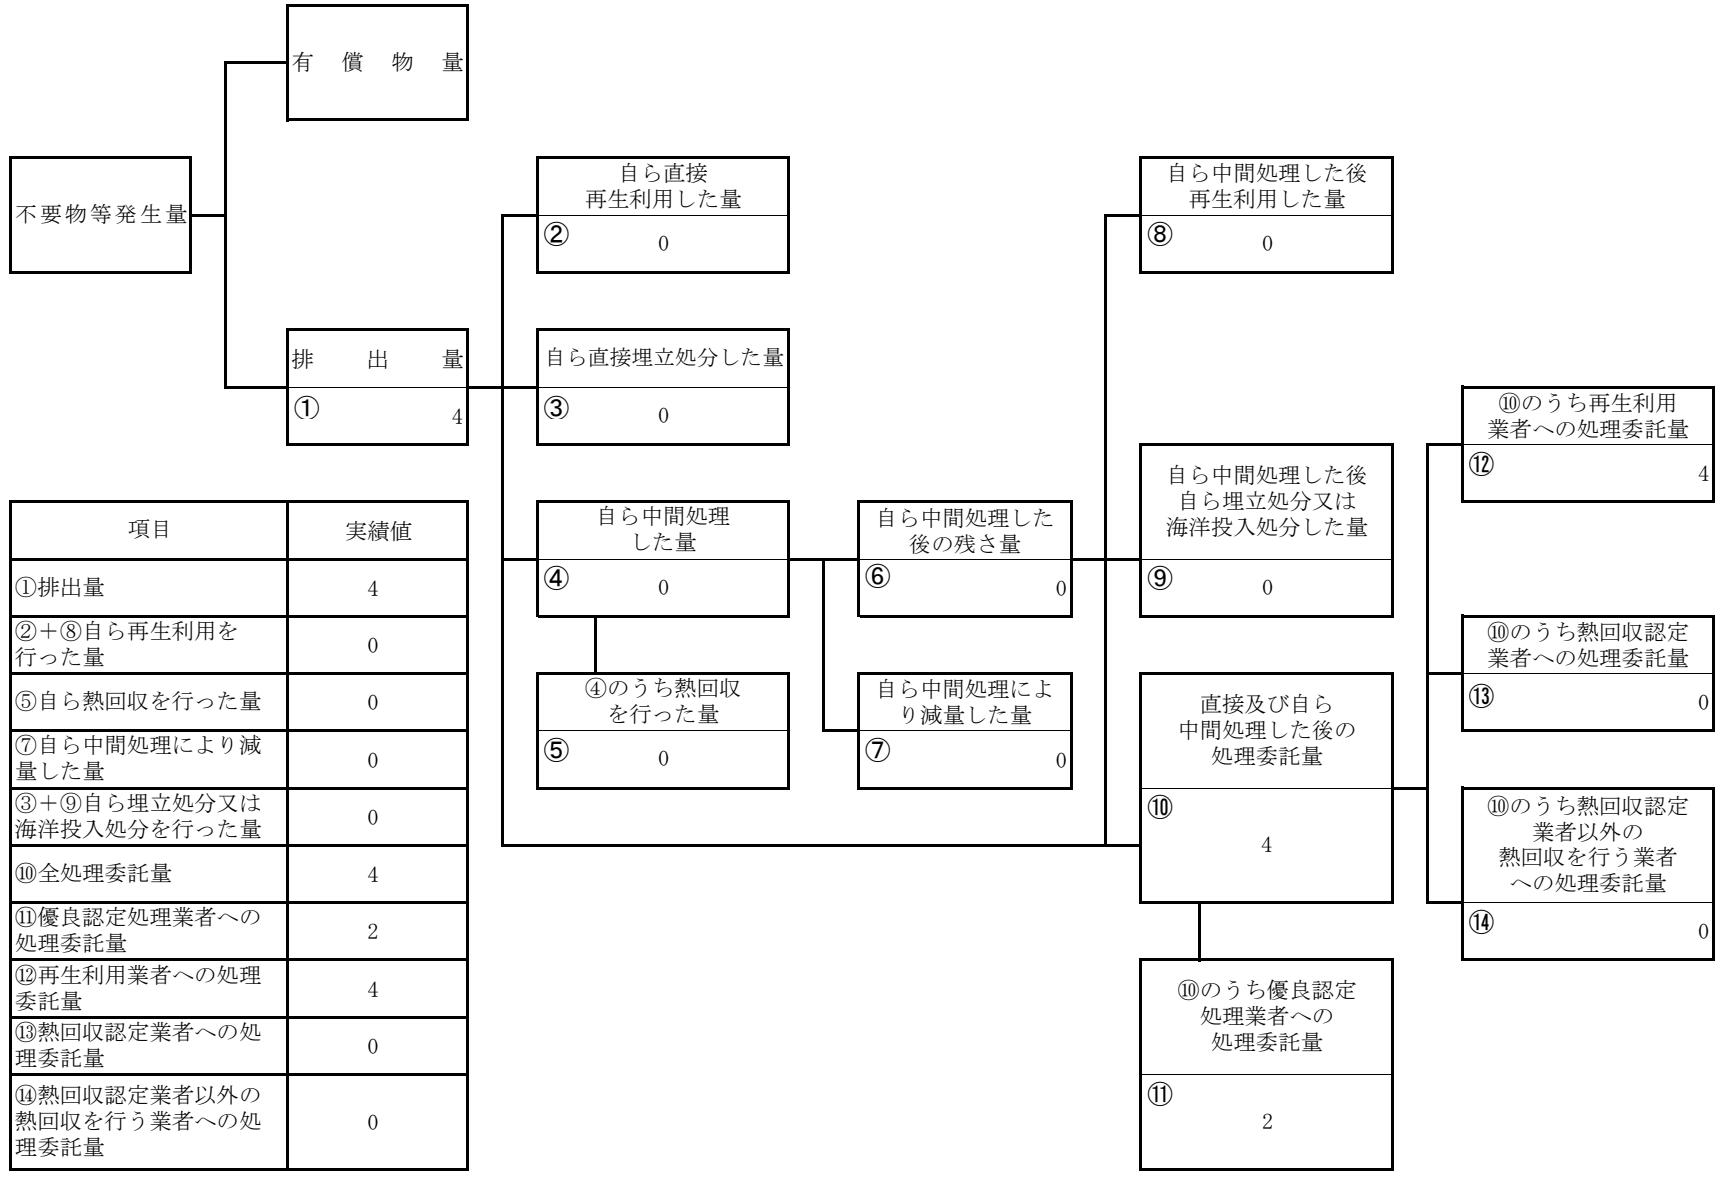 有償物量
不要物等発生量
排出量
①
4
自ら直接
再生利用した量
②
0
自ら直接埋立処分した量
③
0
自ら中間処理
した量
④
0
④のうち熱回収
を行った量
⑤
0
自ら中間処理した
後の残さ量
⑥
0
自ら中間処理によ
り減量した量
⑦
0
自ら中間処理した後
再生利用した量
⑧
0
自ら中間処理した後
自ら埋立処分又は
海洋投入処分した量
⑨
0
直接及び自ら
中間処理した後の
処理委託量
⑩
4
⑩のうち優良認定
処理業者への
処理委託量
⑪
2
⑩のうち再生利用
業者への処理委託量
⑫
4
⑩のうち熱回収認定
業者への処理委託量
⑬
0
⑩のうち熱回収認定
業者以外の
熱回収を行う業者
への処理委託量
⑭
0
項目 実績値
①排出量 4
②＋⑧自ら再生利用を
行った量
0
⑤自ら熱回収を行った量 0
⑦自ら中間処理により減
量した量
0
③＋⑨自ら埋立処分又は
海洋投入処分を行った量
0
⑩全処理委託量 4
⑪優良認定処理業者への
処理委託量
2
⑫再生利用業者への処理
委託量
4
⑬熱回収認定業者への処
理委託量
0
⑭熱回収認定業者以外の
熱回収を行う業者への処
理委託量
0